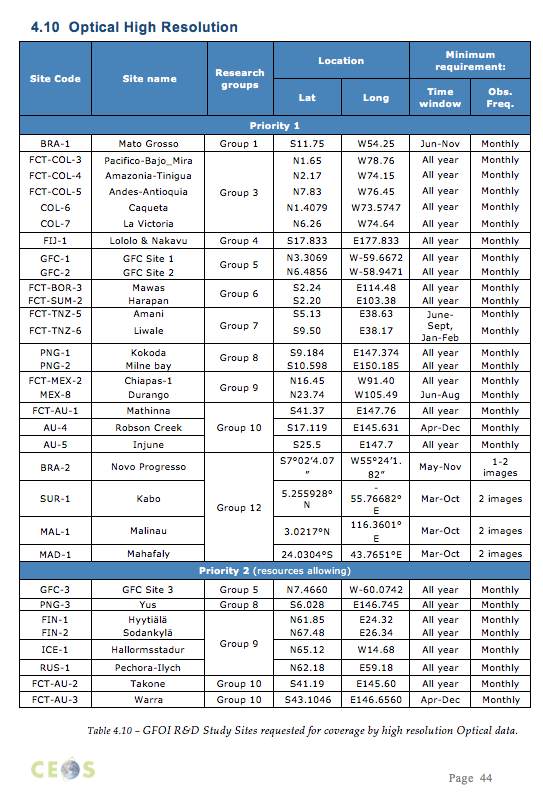 4.10 Optical High Resolution
Site Code Site name Research groups Location Minimum requirement:
Lat Long Time window Obs. Freq.
Priority 1
BRA-1 Mato Grosso Group 1 S11.75 W54.25 Jun-Nov Monthly
FCT-COL-3 Pacifico-Bajo_Mira Group 3 N1.65 W78.76 All year Monthly
FCT-COL-4 Amazonia-Tinigua N2.17 W74.15 All year Monthly
FCT-COL-5 Andes-Antioquia N7.83 W76.45 All year Monthly
COL-6 Caqueta N1.4079 W73.5747 All year Monthly
COL-7 La Victoria N6.26 W74.64 All year Monthly
FIJ-1 Lololo & Nakavu Group 4 S17.833 E177.833 All year Monthly
GFC-1 GFC Site 1 Group 5 N3.3069 W-59.6672 All year Monthly
GFC-2 GFC Site 2 N6.4856 W-58.9471 All year Monthly
FCT-BOR-3 Mawas Group 6 S2.24 E114.48 All year Monthly
FCT-SUM-2 Harapan S2.20 E103.38 All year Monthly
FCT-TNZ-5 Amani Group 7 S5.13 E38.63 June-Sept, Jan-Feb Monthly
FCT-TNZ-6 Liwale S9.50 E38.17 Monthly
PNG-1 Kokoda Group 8 S9.184 E147.374 All year Monthly
PNG-2 Milne bay S10.598 E150.185 All year Monthly
FCT-MEX-2 Chiapas-1 Group 9 N16.45 W91.40 All year Monthly
MEX-8 Durango N23.74 W105.49 Jun-Aug Monthly
FCT-AU-1 Mathinna Group 10 S41.37 E147.76 All year Monthly
AU-4 Robson Creek S17.119 E145.631 Apr-Dec Monthly
AU-5 Injune S25.5 E147.7 All year Monthly
BRA-2 Novo Progresso Group 12 S7°02'4.07" W55°24'1.82" May-Nov 1-2 images
SUR-1 Kabo 5.255928° N -55.76682° E Mar-Oct 2 images
MAL-1 Malinau 3.0217°N 116.3601° E Mar-Oct 2 images
MAD-1 Mahafaly 24.0304°S 43.7651°E Mar-Oct 2 images
Priority 2 (resources allowing)
GFC-3 GFC Site 3 Group 5 N7.4660 W-60.0742 All year Monthly
PNG-3 Yus Group 8 S6.028 E146.745 All year Monthly
FIN-1 Hyytiälä Group 9 N61.85 E24.32 All year Monthly
FIN-2 Sodankylä N67.48 E26.34 All year Monthly
ICE-1 Hallormsstadur N65.12 W14.68 All year Monthly
RUS-1 Pechora-Ilych N62.18 E59.18 All year Monthly
FCT-AU-2 Takone Group 10 S41.19 E145.60 All year Monthly
FCT-AU-3 Warra Group 10 S43.1046 E146.6560 Apr-Dec Monthly
Table 4.10 – GFOI R&D Study Sites requested for coverage by high resolution Optical data.
CEOS
Page 44